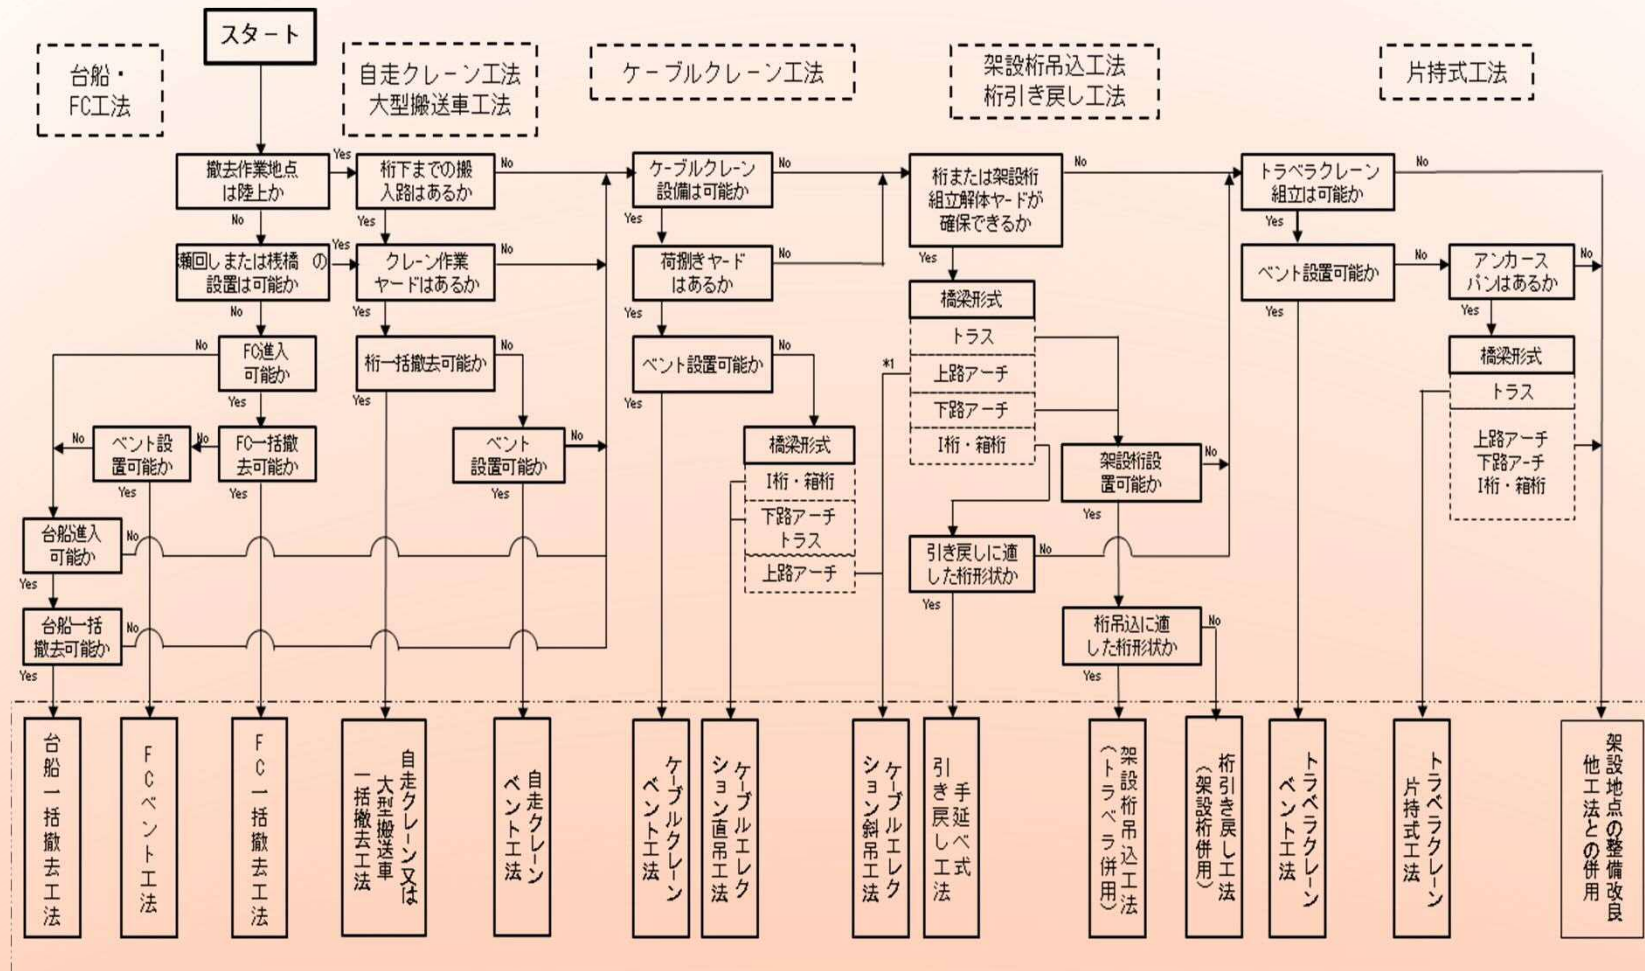 スタート
台船・
FC工法
自走クレーン工法
大型搬送車工法
ケーブルクレーン工法
架設桁吊込工法
桁引き戻し工法
片持式工法
撤去作業地点
は陸上か
Yes
No
桁下までの搬
入路はあるか
No
Yes
ケーブルクレーン
設備は可能か
No
Yes
桁または架設桁
組立解体ヤードが
確保できるか
No
Yes
トラベラクレーン
組立は可能か
No
Yes
瀬回しまたは桟橋 の
設置は可能か
Yes
No
クレーン作業
ヤードはあるか
No
Yes
荷捌きヤード
はあるか
No
Yes
ベント設置可能か
No
Yes
アンカース
パンはあるか
No
Yes
FC進入
可能か
No
Yes
桁一括撤去可能か
No
Yes
ベント設置可能か
No
Yes
橋梁形式
トラス
上路アーチ
下路アーチ
I桁・箱桁
*1
橋梁形式
トラス
上路アーチ
下路アーチ
I桁・箱桁
ベント設
置可能か
No
Yes
FC一括撤
去可能か
No
Yes
ベント
設置可能か
No
Yes
橋梁形式
I桁・箱桁
下路アーチ
トラス
上路アーチ
架設桁設
置可能か
No
Yes
台船進入
可能か
No
Yes
引き戻しに適
した桁形状か
No
Yes
台船一括
撤去可能か
No
Yes
桁吊込に適
した桁形状か
No
Yes
台船一括撤去工法
FCベント工法
FC一括撤去工法
自走クレーン又は
大型搬送車
一括撤去工法
自走クレーン
ベント工法
ケーブルクレーン
ベント工法
ケーブルエレク
ション直吊工法
ケーブルエレク
ション斜吊工法
手延べ式
引き戻し工法
架設桁吊込工法
(トラベラ併用)
桁引き戻し工法
(架設桁併用)
トラベラクレーン
ベント工法
トラベラクレーン
片持式工法
架設地点の整備改良
他工法との併用